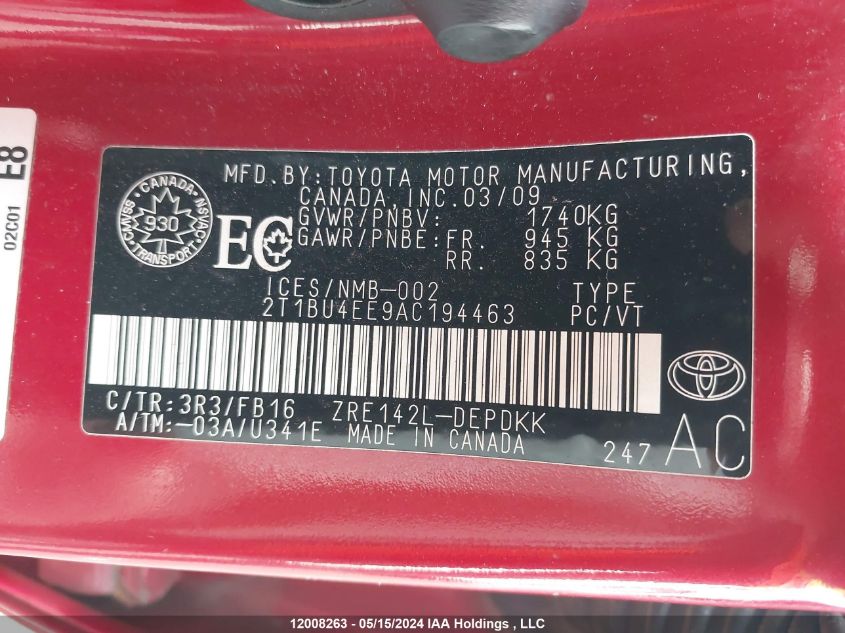 E8
02C01
MFD. BY: TOYOTA MOTOR MANUFACTURING,
CANADA, INC. 03/09
GVWR/PNBV: 1740KG
GAWR/PNBE: FR. 945 KG
RR. 835 KG
CANADA
CMVSS NSVAC
930
TRANSPORT
EC
ICES/NMB-002 TYPE
2T1BU4EE9AC194463 PC/VT
C/TR: 3R3/FB16 ZRE142L-DEPDKK
A/TM: -03A/U341E MADE IN CANADA
247 AC
12008263 - 05/15/2024 IAA Holdings , LLC